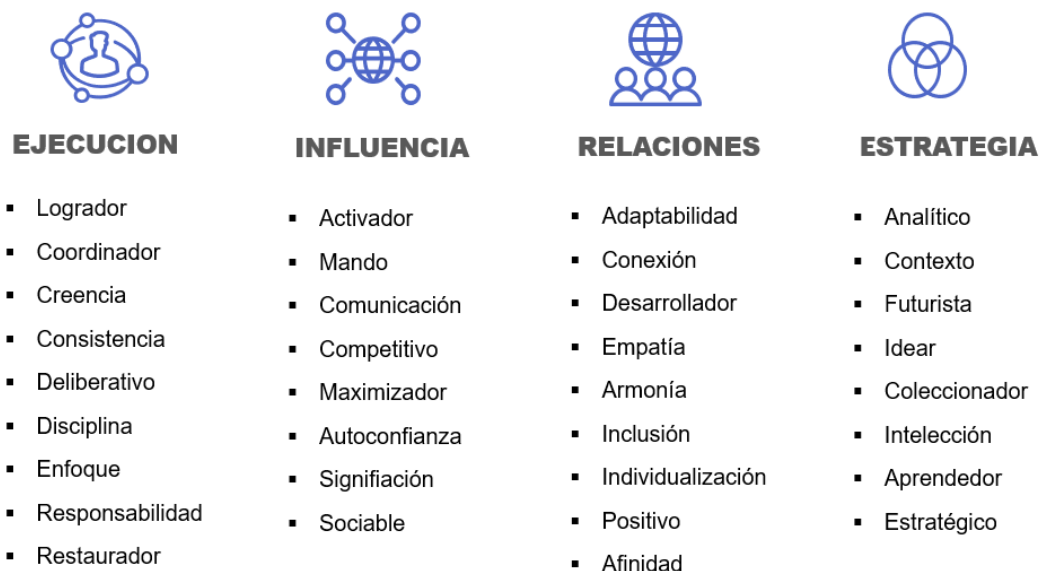 EJECUCION
▪ Logrador
▪ Coordinador
▪ Creencia
▪ Consistencia
▪ Deliberativo
▪ Disciplina
▪ Enfoque
▪ Responsabilidad
▪ Restaurador
INFLUENCIA
▪ Activador
▪ Mando
▪ Comunicación
▪ Competitivo
▪ Maximizador
▪ Autoconfianza
▪ Signifiación
▪ Sociable
RELACIONES
▪ Adaptabilidad
▪ Conexión
▪ Desarrollador
▪ Empatía
▪ Armonía
▪ Inclusión
▪ Individualización
▪ Positivo
▪ Afinidad
ESTRATEGIA
▪ Analítico
▪ Contexto
▪ Futurista
▪ Idear
▪ Coleccionador
▪ Intelección
▪ Aprendedor
▪ Estratégico